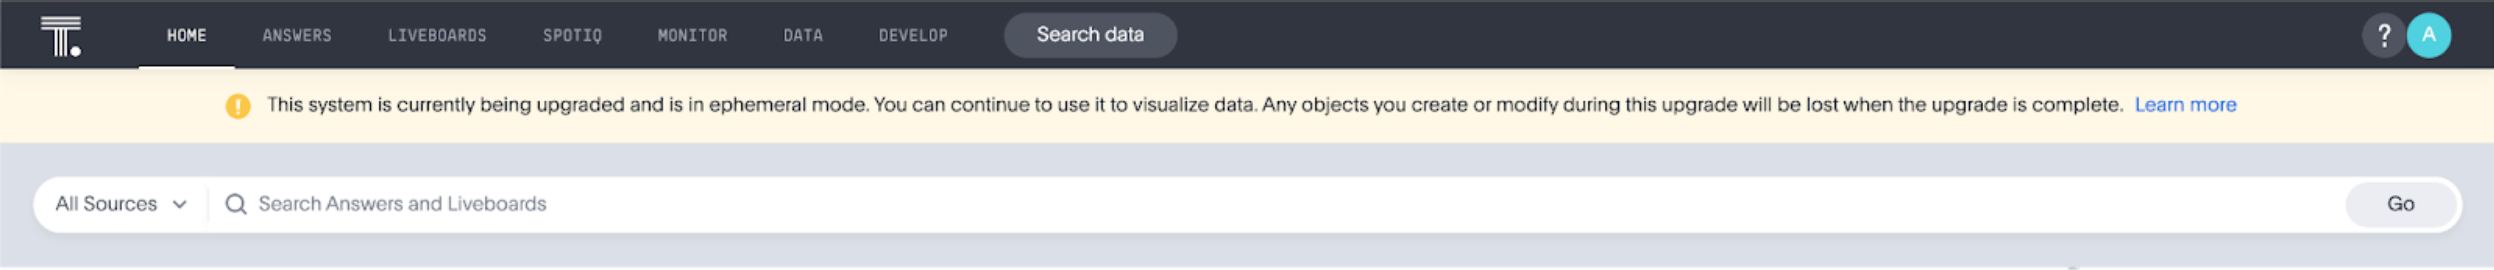 HOME ANSWERS LIVEBOARDS SPOTIQ MONITOR DATA DEVELOP Search data ? A
This system is currently being upgraded and is in ephemeral mode. You can continue to use it to visualize data. Any objects you create or modify during this upgrade will be lost when the upgrade is complete. Learn more
All Sources Search Answers and Liveboards Go